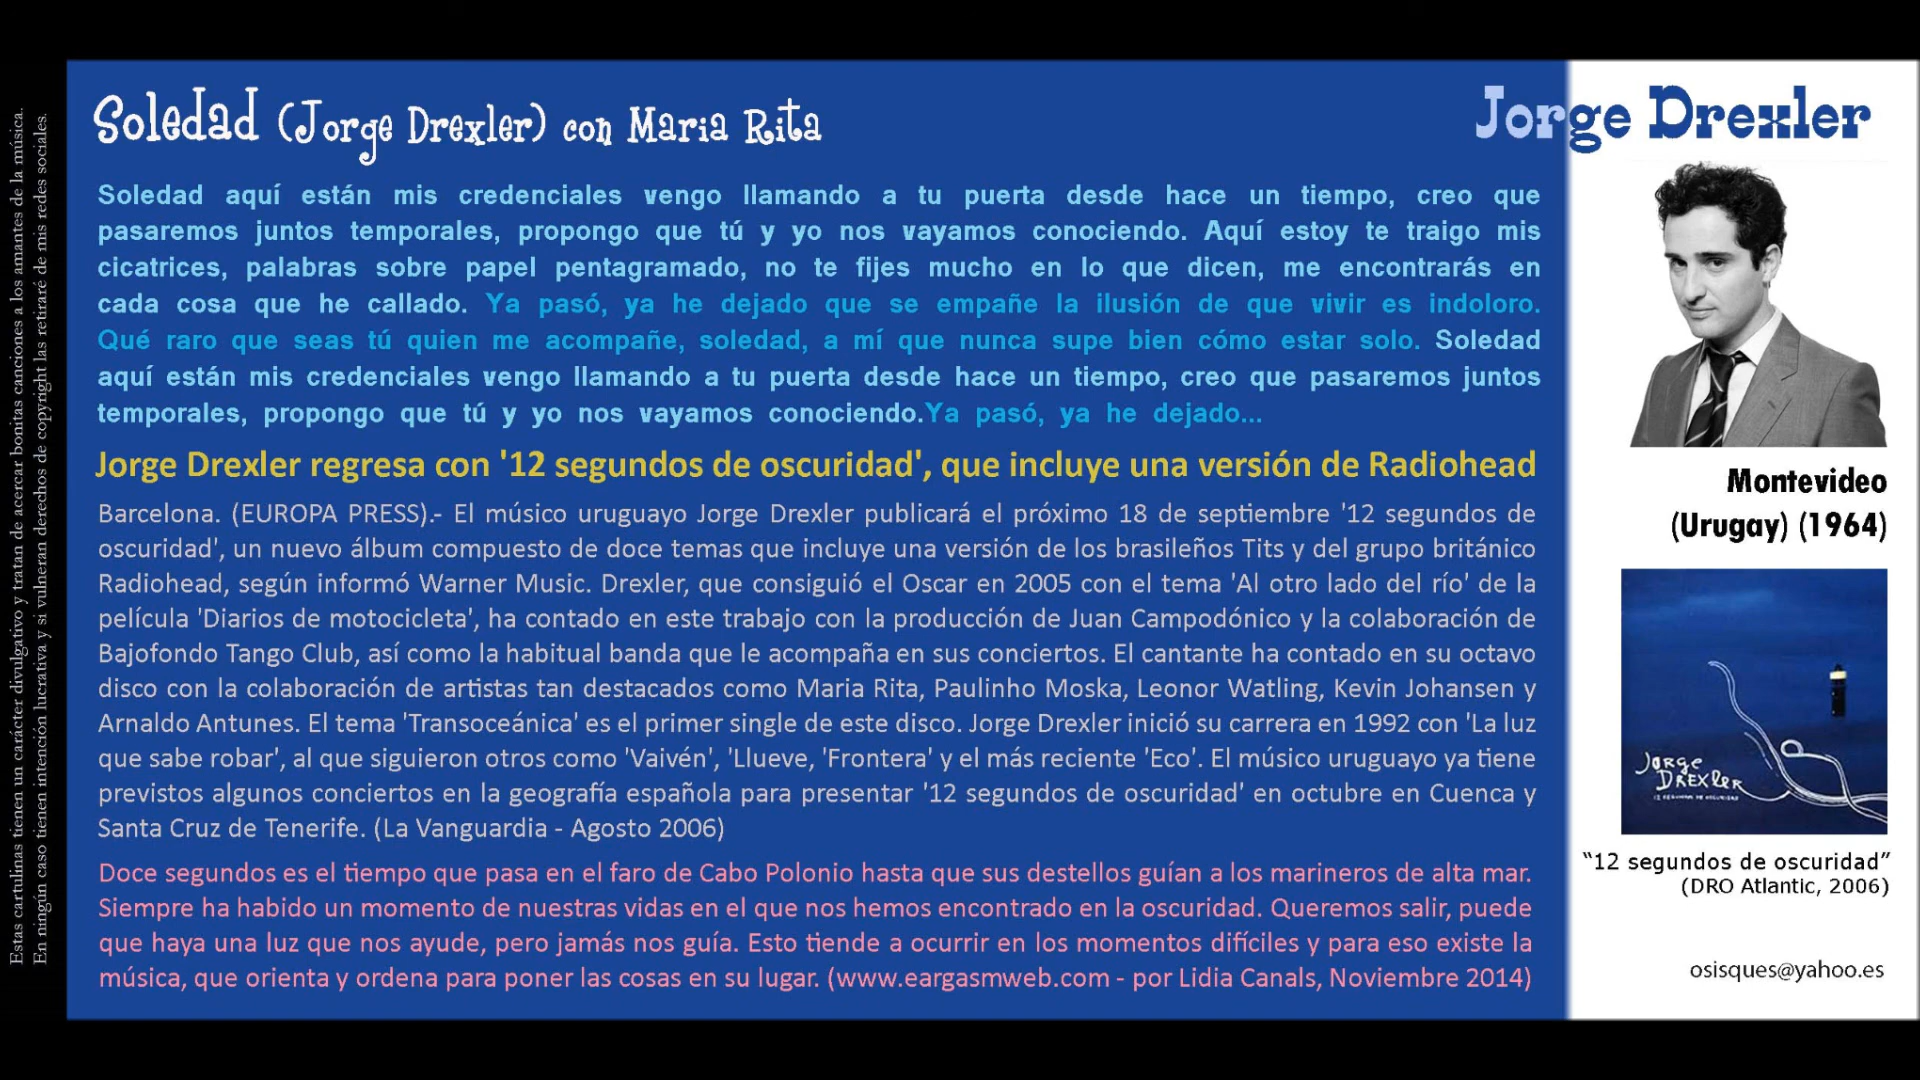 Estas cartulinas tienen un carácter divulgativo y tratan de acercar bonitas canciones a los amantes de la música.
En ningún caso tienen intención lucrativa y si vulneran derechos de copyright las retiraré de mis redes sociales.
Soledad (Jorge Drexler) con Maria Rita
Soledad aquí están mis credenciales vengo llamando a tu puerta desde hace un tiempo, creo que
pasaremos juntos temporales, propongo que tú y yo nos vayamos conociendo. Aquí estoy te traigo mis
cicatrices, palabras sobre papel pentagramado, no te fijes mucho en lo que dicen, me encontrarás en
cada cosa que he callado. Ya pasó, ya he dejado que se empañe la ilusión de que vivir es indoloro.
Qué raro que seas tú quien me acompañe, soledad, a mí que nunca supe bien cómo estar solo. Soledad
aquí están mis credenciales vengo llamando a tu puerta desde hace un tiempo, creo que pasaremos juntos
temporales, propongo que tú y yo nos vayamos conociendo.Ya pasó, ya he dejado...
Jorge Drexler regresa con '12 segundos de oscuridad', que incluye una versión de Radiohead
Barcelona. (EUROPA PRESS).- El músico uruguayo Jorge Drexler publicará el próximo 18 de septiembre '12 segundos de
oscuridad', un nuevo álbum compuesto de doce temas que incluye una versión de los brasileños Tits y del grupo británico
Radiohead, según informó Warner Music. Drexler, que consiguió el Oscar en 2005 con el tema 'Al otro lado del río' de la
película 'Diarios de motocicleta', ha contado en este trabajo con la producción de Juan Campodónico y la colaboración de
Bajofondo Tango Club, así como la habitual banda que le acompaña en sus conciertos. El cantante ha contado en su octavo
disco con la colaboración de artistas tan destacados como Maria Rita, Paulinho Moska, Leonor Watling, Kevin Johansen y
Arnaldo Antunes. El tema 'Transoceánica' es el primer single de este disco. Jorge Drexler inició su carrera en 1992 con 'La luz
que sabe robar', al que siguieron otros como 'Vaivén', 'Llueve, 'Frontera' y el más reciente 'Eco'. El músico uruguayo ya tiene
previstos algunos conciertos en la geografía española para presentar '12 segundos de oscuridad' en octubre en Cuenca y
Santa Cruz de Tenerife. (La Vanguardia - Agosto 2006)
Doce segundos es el tiempo que pasa en el faro de Cabo Polonio hasta que sus destellos guían a los marineros de alta mar.
Siempre ha habido un momento de nuestras vidas en el que nos hemos encontrado en la oscuridad. Queremos salir, puede
que haya una luz que nos ayude, pero jamás nos guía. Esto tiende a ocurrir en los momentos difíciles y para eso existe la
música, que orienta y ordena para poner las cosas en su lugar. (www.eargasmweb.com - por Lidia Canals, Noviembre 2014)
Jorge Drexler
Montevideo
(Urugay) (1964)
Jorge
Drexler
12 segundos de oscuridad
"12 segundos de oscuridad"
(DRO Atlantic, 2006)
osisques@yahoo.es